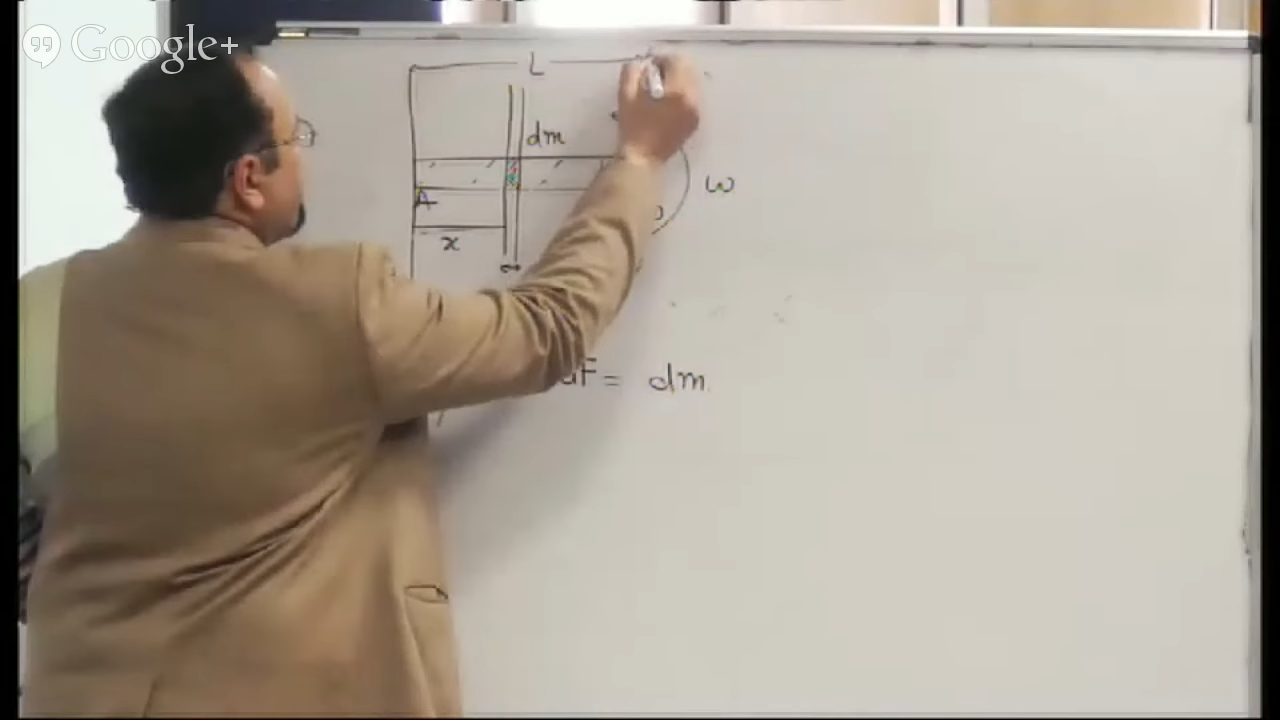 Google+
L
dm
ω
A
x
dF = dm